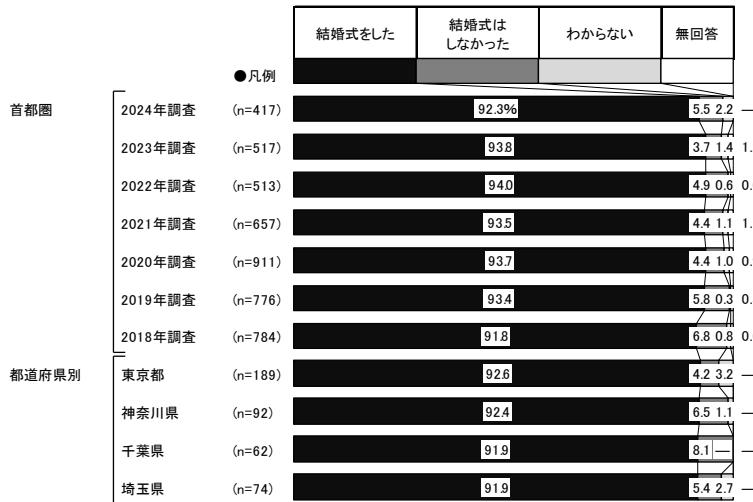 結婚式をした 結婚式は しなかった わからない 無回答
●凡例
首都圏 2024年調査 (n=417) 92.3% 5.5 2.2 —
2023年調査 (n=517) 93.8 3.7 1.4 1.
2022年調査 (n=513) 94.0 4.9 0.6 0.
2021年調査 (n=657) 93.5 4.4 1.1 1.
2020年調査 (n=911) 93.7 4.4 1.0 0.
2019年調査 (n=776) 93.4 5.8 0.3 0.
2018年調査 (n=784) 91.8 6.8 0.8 0.
都道府県別 東京都 (n=189) 92.6 4.2 3.2 —
神奈川県 (n=92) 92.4 6.5 1.1 —
千葉県 (n=62) 91.9 8.1 — —
埼玉県 (n=74) 91.9 5.4 2.7 —